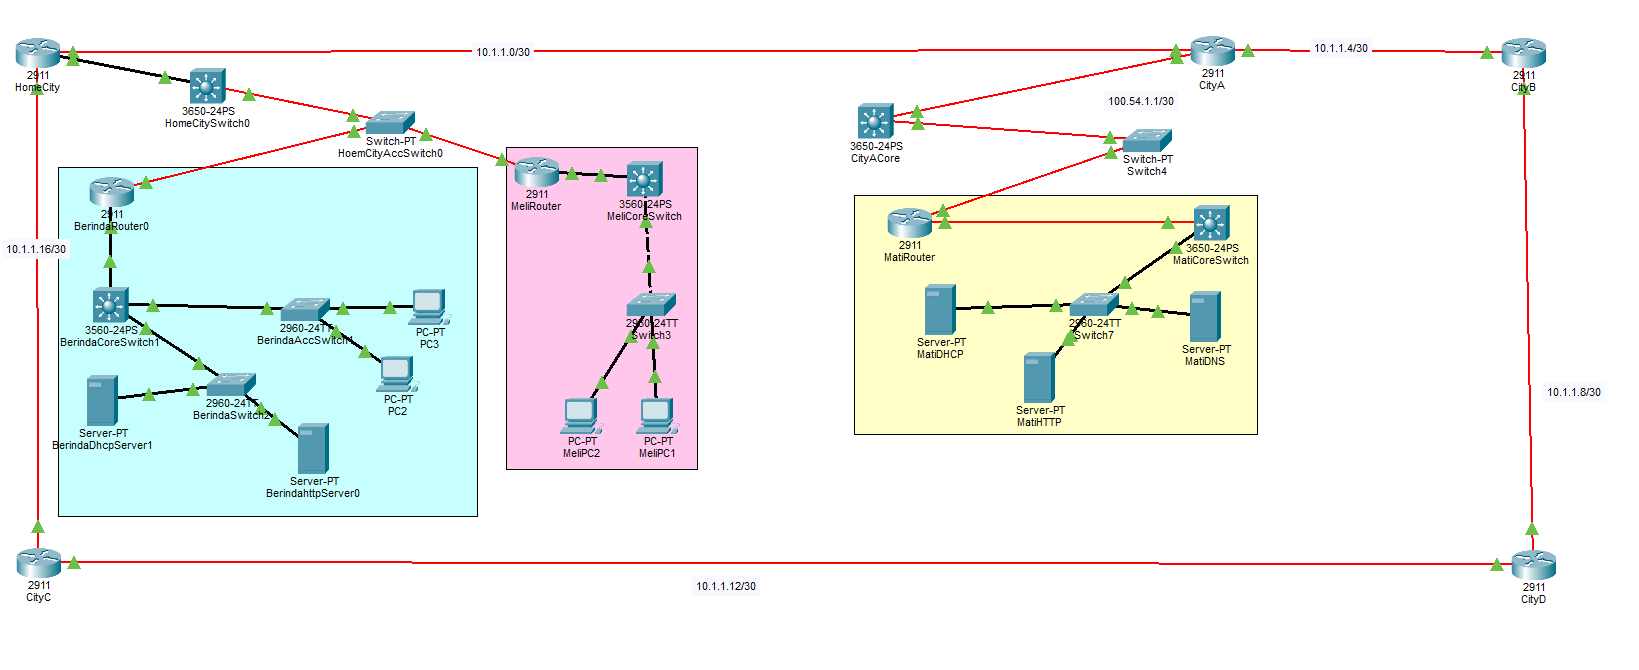 10.1.1.0/30
10.1.1.4/30
2911
HomeCity
3650-24PS
HomeCitySwitch0
2911
CityA
2911
CityB
100.54.1.1/30
Switch-PT
HoemCityAccSwitch0
3650-24PS
CityACore
Switch-PT
Switch4
2911
BerindaRouter0
2911
MeliRouter
3560-24PS
MeliCoreSwitch
10.1.1.16/30
2911
MatiRouter
3650-24PS
MatiCoreSwitch
3560-24PS
BerindaCoreSwitch1
2960-24TT
BerindaAccSwitch1
PC-PT
PC3
2960-24TT
Switch3
Server-PT
MatiDHCP
2960-24TT
Switch7
Server-PT
MatiDNS
PC-PT
PC2
2960-24TT
BerindaSwitch2
10.1.1.8/30
Server-PT
MatiHTTP
Server-PT
BerindaDhcpServer1
PC-PT
MeliPC2
PC-PT
MeliPC1
Server-PT
BerindahttpServer0
2911
CityC
10.1.1.12/30
2911
CityD